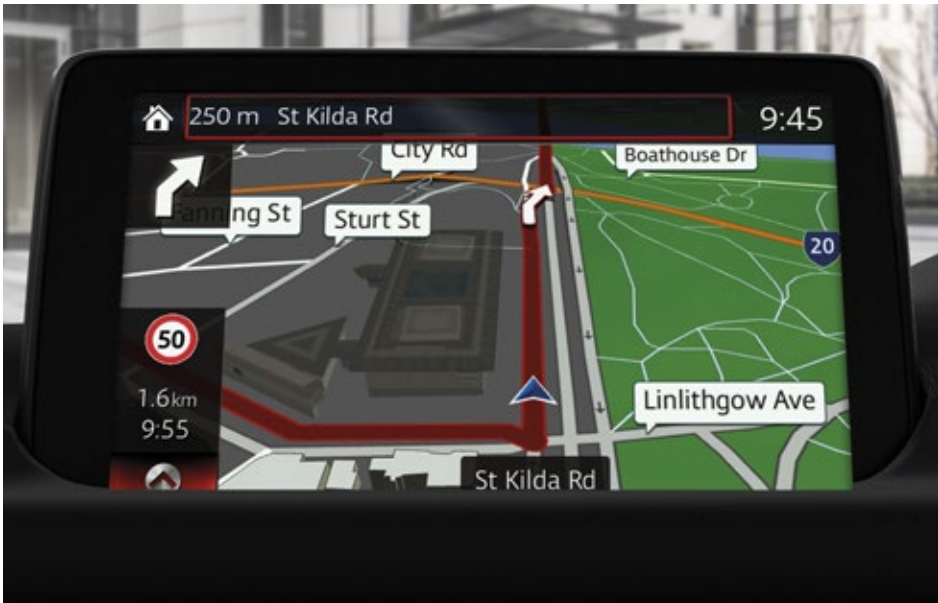 250 m St Kilda Rd
9:45
City Rd
Boathouse Dr
Fanning St
Sturt St
20
50
1.6km
9:55
Linlithgow Ave
St Kilda Rd